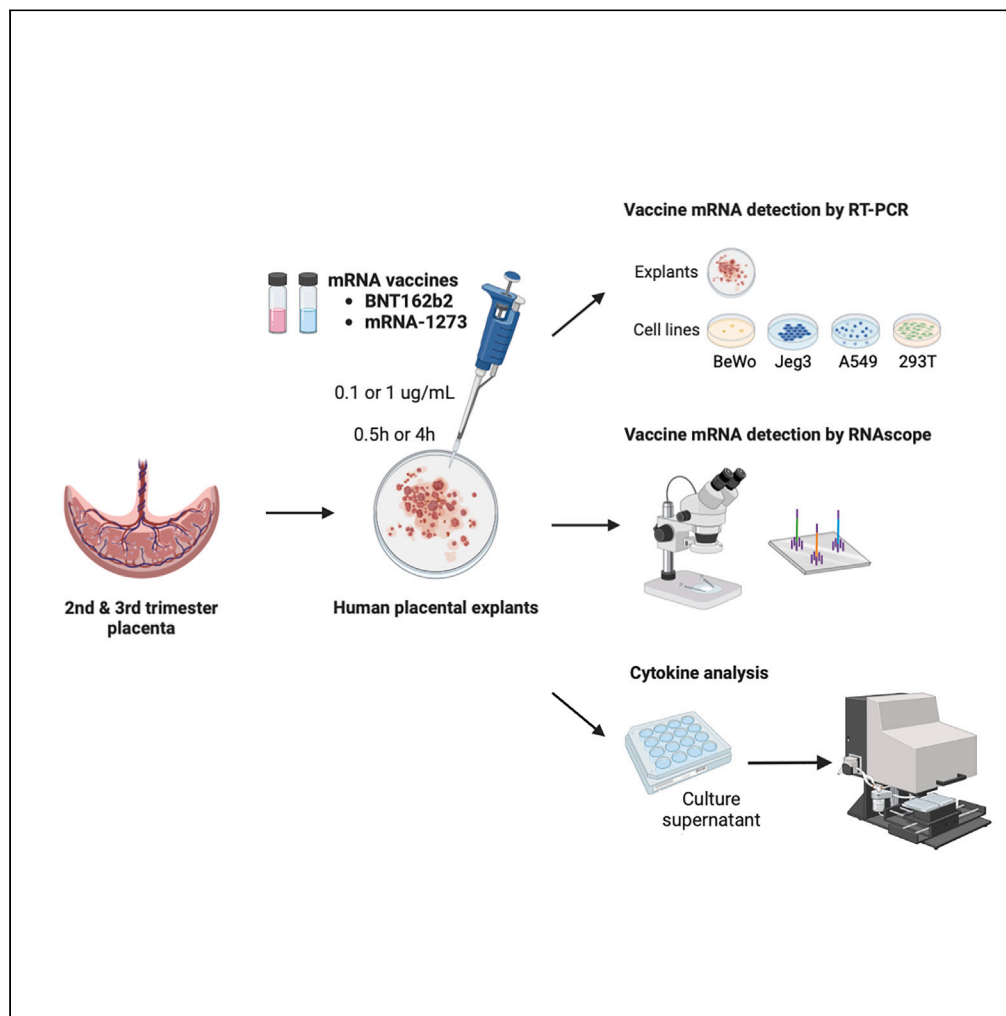 mRNA vaccines
• BNT162b2
• mRNA-1273
0.1 or 1 ug/mL
0.5h or 4h
2nd & 3rd trimester
placenta
Human placental explants
Vaccine mRNA detection by RT-PCR
Explants
Cell lines
BeWo Jeg3 A549 293T
Vaccine mRNA detection by RNAscope
Cytokine analysis
Culture
supernatant